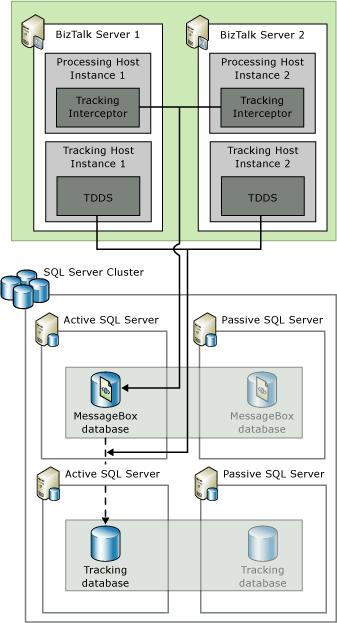 BizTalk Server 1
Processing Host
Instance 1
Tracking
Interceptor
Tracking Host
Instance 1
TDDS
BizTalk Server 2
Processing Host
Instance 2
Tracking
Interceptor
Tracking Host
Instance 2
TDDS
SQL Server Cluster
Active SQL Server
MessageBox
database
Passive SQL Server
MessageBox
database
Active SQL Server
Tracking
database
Passive SQL Server
Tracking
database